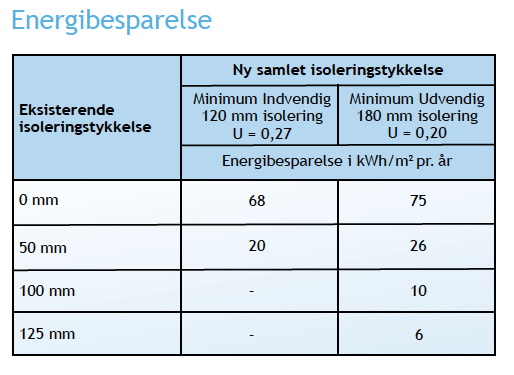 Energibesparelse
Eksisterende
isoleringstykkelse
Ny samlet isoleringstykkelse
Minimum Indvendig
120 mm isolering
U = 0,27
Minimum Udvendig
180 mm isolering
U = 0,20
Energibesparelse i kWh/m² pr. år
0 mm 68 75
50 mm 20 26
100 mm - 10
125 mm - 6